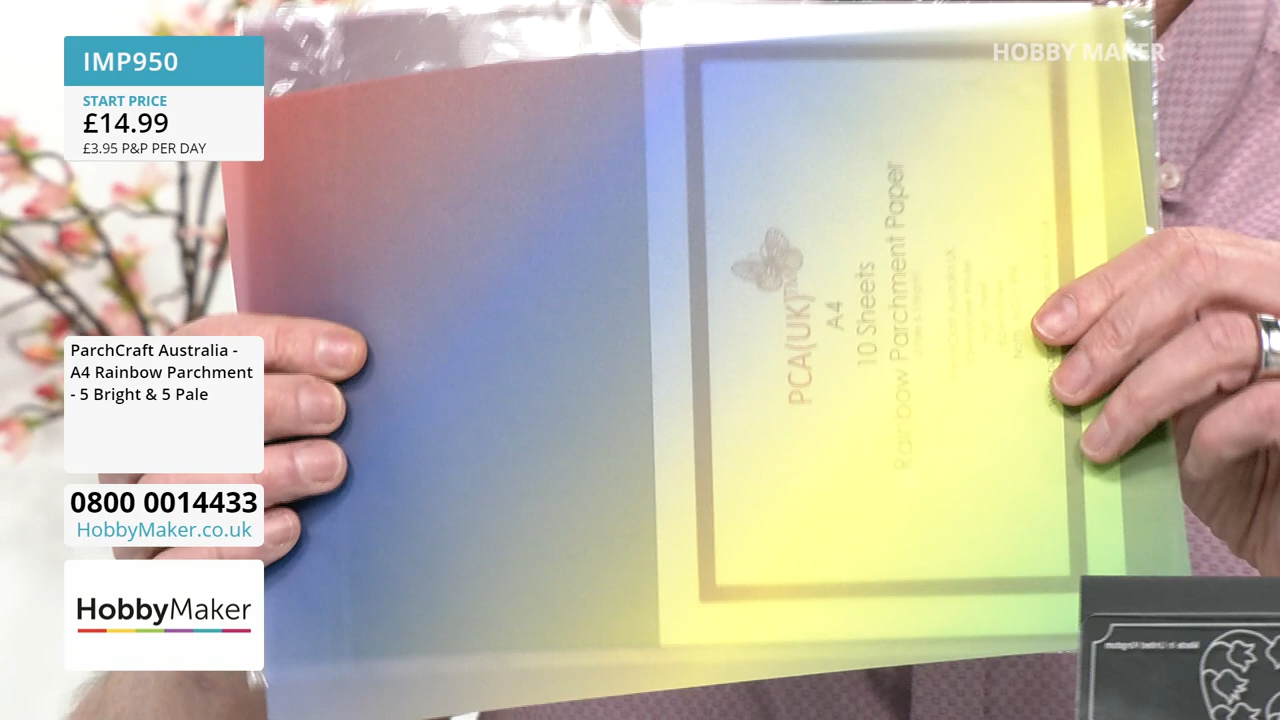 IMP950
START PRICE
£14.99
£3.95 P&P PER DAY
ParchCraft Australia -
A4 Rainbow Parchment
- 5 Bright & 5 Pale
0800 0014433
HobbyMaker.co.uk
HobbyMaker
HOBBY MAKER
PCA(UK)™
A4
10 Sheets
Rainbow Parchment Paper